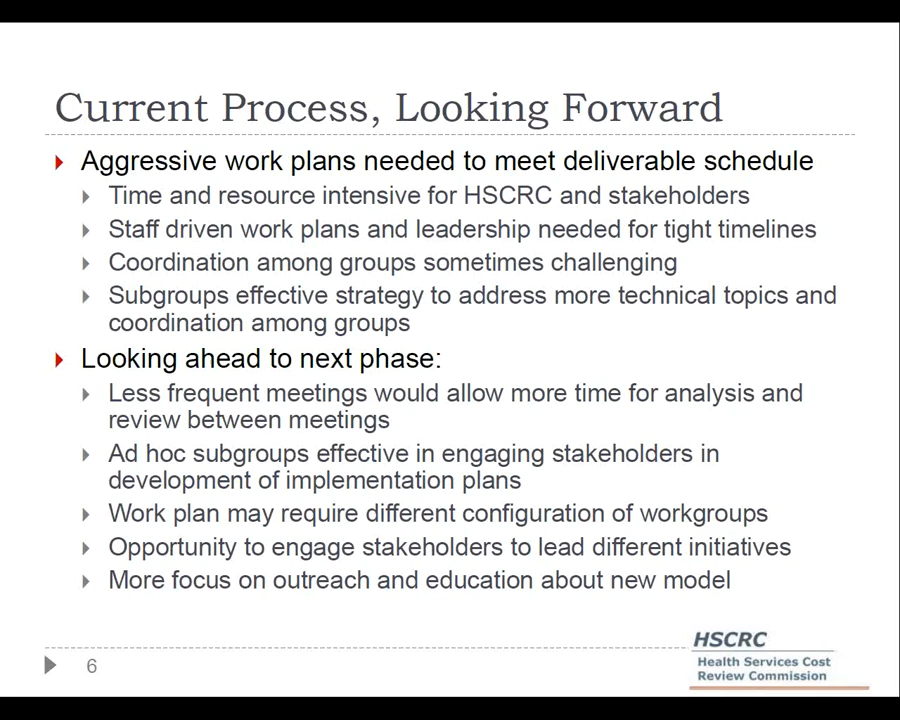 Current Process, Looking Forward
Aggressive work plans needed to meet deliverable schedule
Time and resource intensive for HSCRC and stakeholders
Staff driven work plans and leadership needed for tight timelines
Coordination among groups sometimes challenging
Subgroups effective strategy to address more technical topics and
coordination among groups
Looking ahead to next phase:
Less frequent meetings would allow more time for analysis and
review between meetings
Ad hoc subgroups effective in engaging stakeholders in
development of implementation plans
Work plan may require different configuration of workgroups
Opportunity to engage stakeholders to lead different initiatives
More focus on outreach and education about new model
6
HSCRC
Health Services Cost
Review Commission